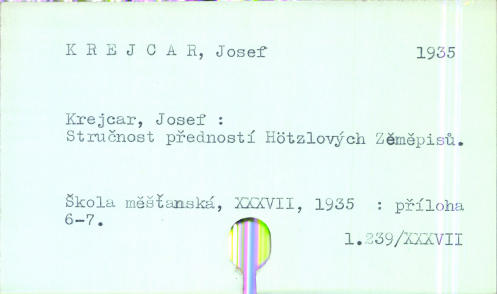 K R E J C A R, Josef 1935
Krejcar, Josef :
Stručnost předností Hötzlových Zěměpisů.
Škola měšťanská, XXXVII, 1935 : příloha
6-7.
1.239/XXXVII